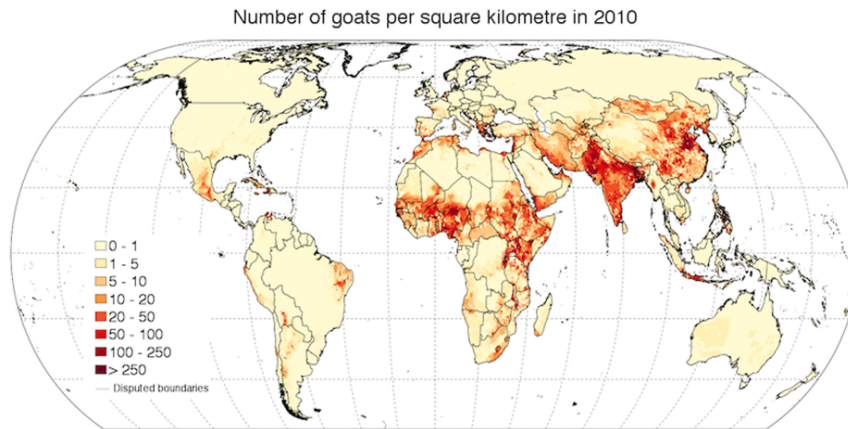 Number of goats per square kilometre in 2010
0 - 1
1 - 5
5 - 10
10 - 20
20 - 50
50 - 100
100 - 250
> 250
Disputed boundaries